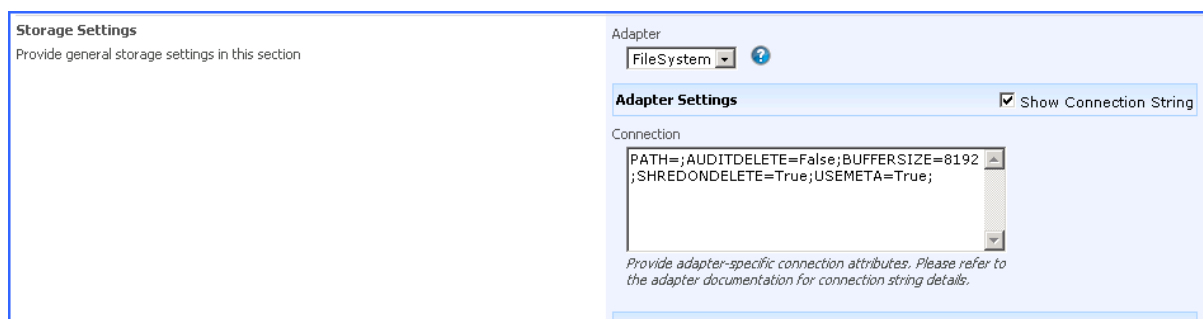 Storage Settings
Provide general storage settings in this section
Adapter
FileSystem
Adapter Settings
Show Connection String
Connection
PATH=;AUDITDELETE=False;BUFFERSIZE=8192
;SHREDONDELETE=True;USEMETA=True;
Provide adapter-specific connection attributes. Please refer to
the adapter documentation for connection string details.